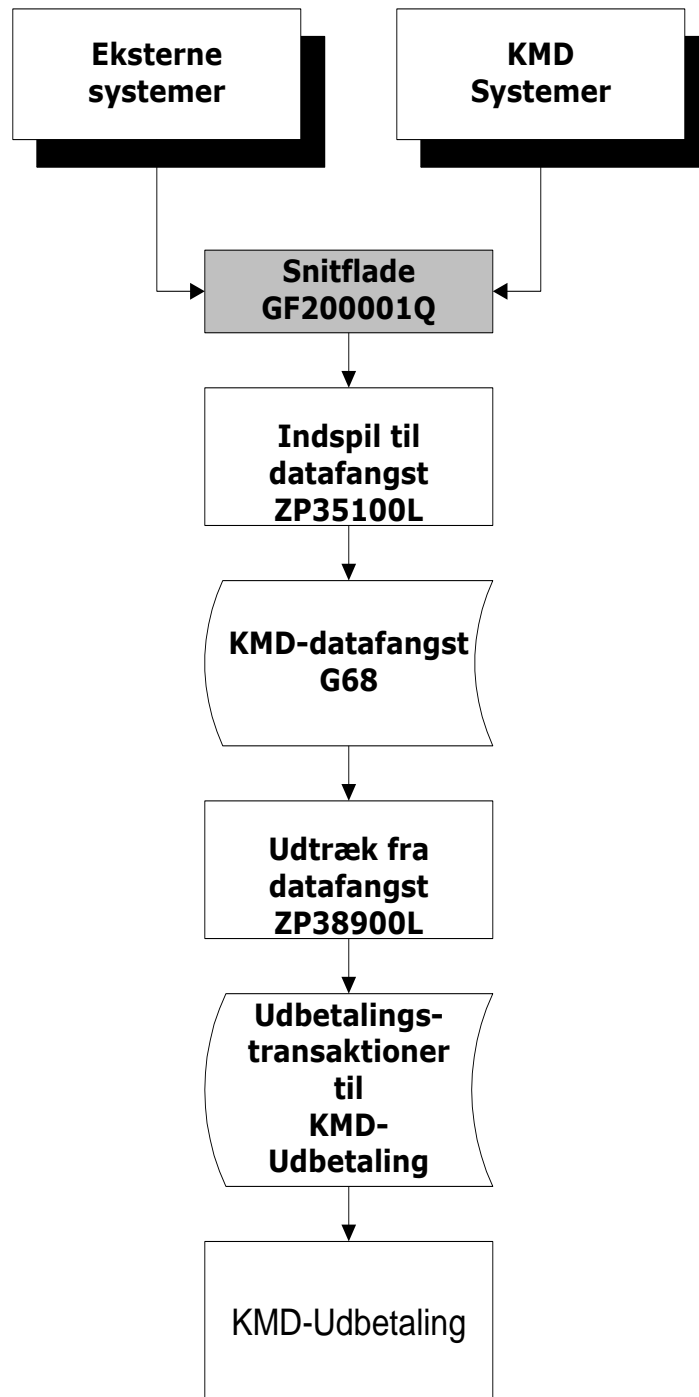 Eksterne
systemer
KMD
Systemer
Snitflade
GF200001Q
Indspil til
datafangst
ZP35100L
KMD-datafangst
G68
Udtræk fra
datafangst
ZP38900L
Udbetalings-
transaktioner
til
KMD-
Udbetaling
KMD-Udbetaling